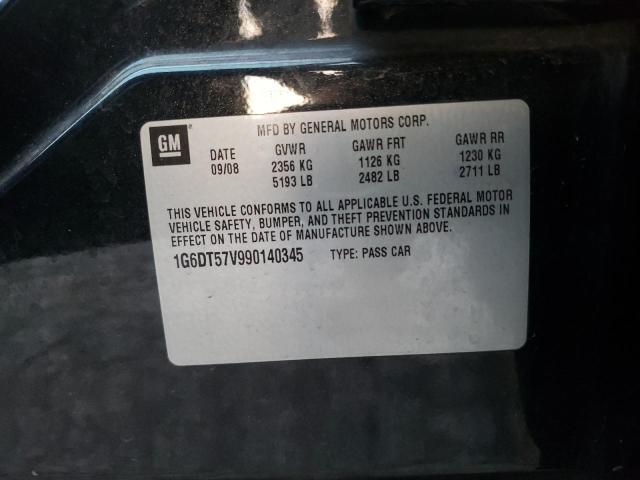 GM
MFD BY GENERAL MOTORS CORP.
DATE GVWR GAWR FRT GAWR RR
09/08 2356 KG 1126 KG 1230 KG
5193 LB 2482 LB 2711 LB
THIS VEHICLE CONFORMS TO ALL APPLICABLE U.S. FEDERAL MOTOR
VEHICLE SAFETY, BUMPER, AND THEFT PREVENTION STANDARDS IN
EFFECT ON THE DATE OF MANUFACTURE SHOWN ABOVE.
1G6DT57V990140345 TYPE: PASS CAR